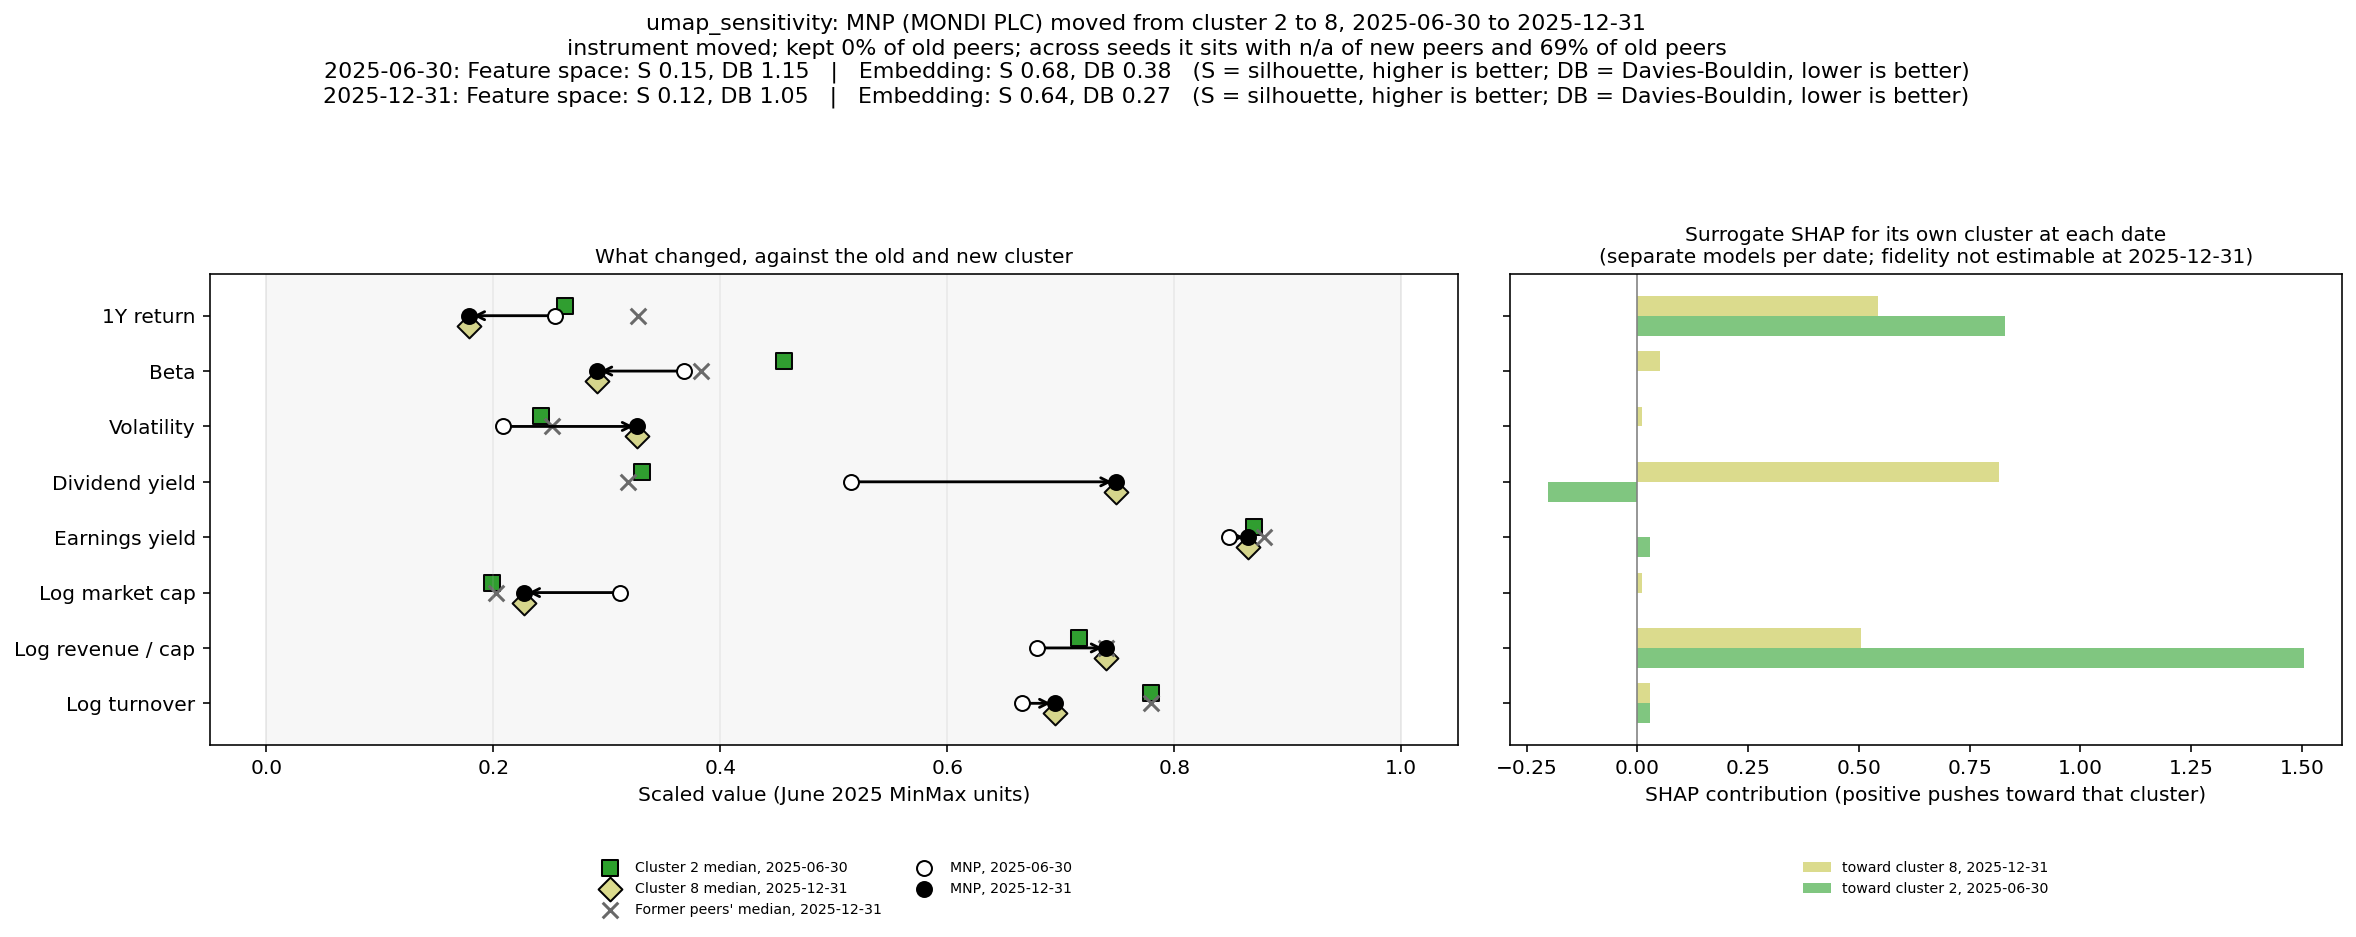 umap_sensitivity: MNP (MONDI PLC) moved from cluster 2 to 8, 2025-06-30 to 2025-12-31
instrument moved; kept 0% of old peers; across seeds it sits with n/a of new peers and 69% of old peers
2025-06-30: Feature space: S 0.15, DB 1.15 | Embedding: S 0.68, DB 0.38 (S = silhouette, higher is better; DB = Davies-Bouldin, lower is better)
2025-12-31: Feature space: S 0.12, DB 1.05 | Embedding: S 0.64, DB 0.27 (S = silhouette, higher is better; DB = Davies-Bouldin, lower is better)
What changed, against the old and new cluster
1Y return
Beta
Volatility
Dividend yield
Earnings yield
Log market cap
Log revenue / cap
Log turnover
0.0 0.2 0.4 0.6 0.8 1.0
Scaled value (June 2025 MinMax units)
Cluster 2 median, 2025-06-30
Cluster 8 median, 2025-12-31
Former peers' median, 2025-12-31
MNP, 2025-06-30
MNP, 2025-12-31
Surrogate SHAP for its own cluster at each date
(separate models per date; fidelity not estimable at 2025-12-31)
−0.25 0.00 0.25 0.50 0.75 1.00 1.25 1.50
SHAP contribution (positive pushes toward that cluster)
toward cluster 8, 2025-12-31
toward cluster 2, 2025-06-30